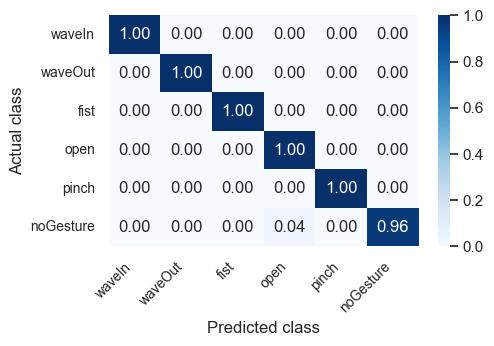 waveIn 1.00 0.00 0.00 0.00 0.00 0.00
waveOut 0.00 1.00 0.00 0.00 0.00 0.00
fist 0.00 0.00 1.00 0.00 0.00 0.00
open 0.00 0.00 0.00 1.00 0.00 0.00
pinch 0.00 0.00 0.00 0.00 1.00 0.00
noGesture 0.00 0.00 0.00 0.04 0.00 0.96
waveIn waveOut fist open pinch noGesture
Predicted class
Actual class
1.0
0.8
0.6
0.4
0.2
0.0